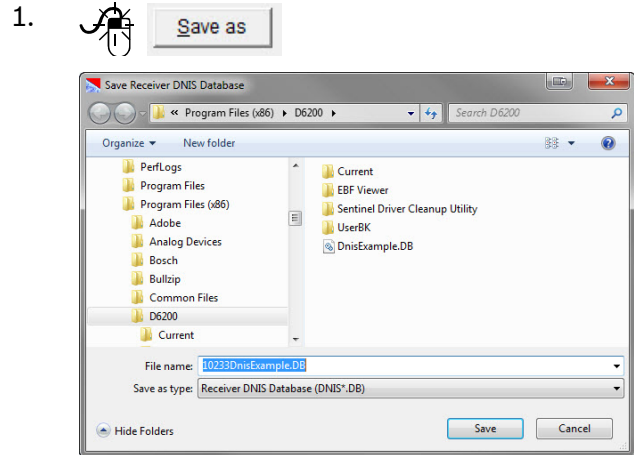 1.
Save as
Save Receiver DNIS Database
« Program Files (x86) ▸ D6200 ▸ Search D6200
Organize ▾ New folder
PerfLogs
Program Files
Program Files (x86)
Adobe
Analog Devices
Bosch
Bullzip
Common Files
D6200
Current
Current
EBF Viewer
Sentinel Driver Cleanup Utility
UserBK
DnisExample.DB
File name: 10233DnisExample.DB
Save as type: Receiver DNIS Database (DNIS*.DB)
Hide Folders Save Cancel